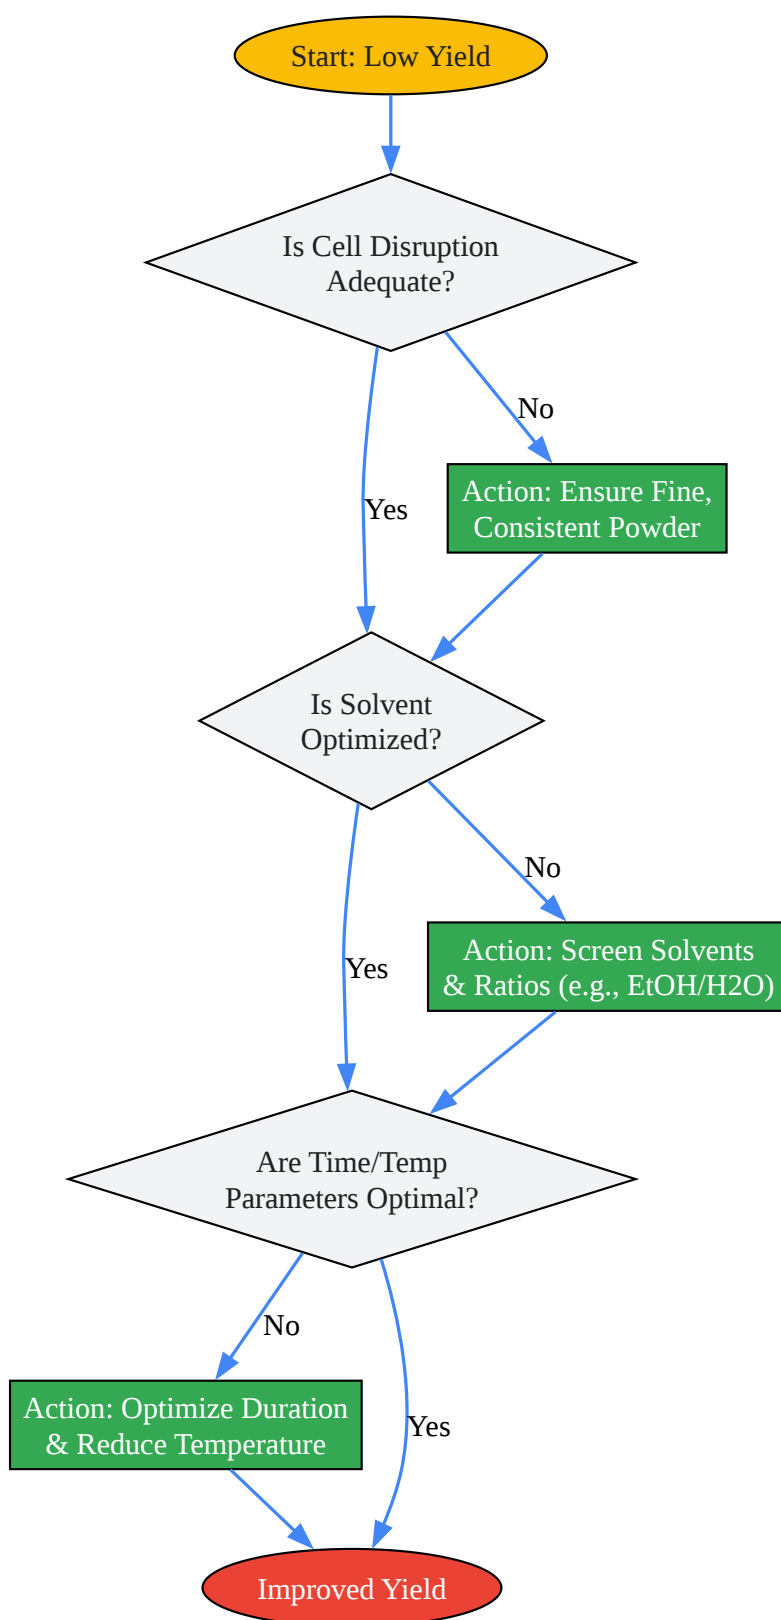 Start: Low Yield
Is Cell Disruption
Adequate?
No
Yes
Action: Ensure Fine,
Consistent Powder
Is Solvent
Optimized?
No
Yes
Action: Screen Solvents
& Ratios (e.g., EtOH/H2O)
Are Time/Temp
Parameters Optimal?
No
Yes
Action: Optimize Duration
& Reduce Temperature
Improved Yield